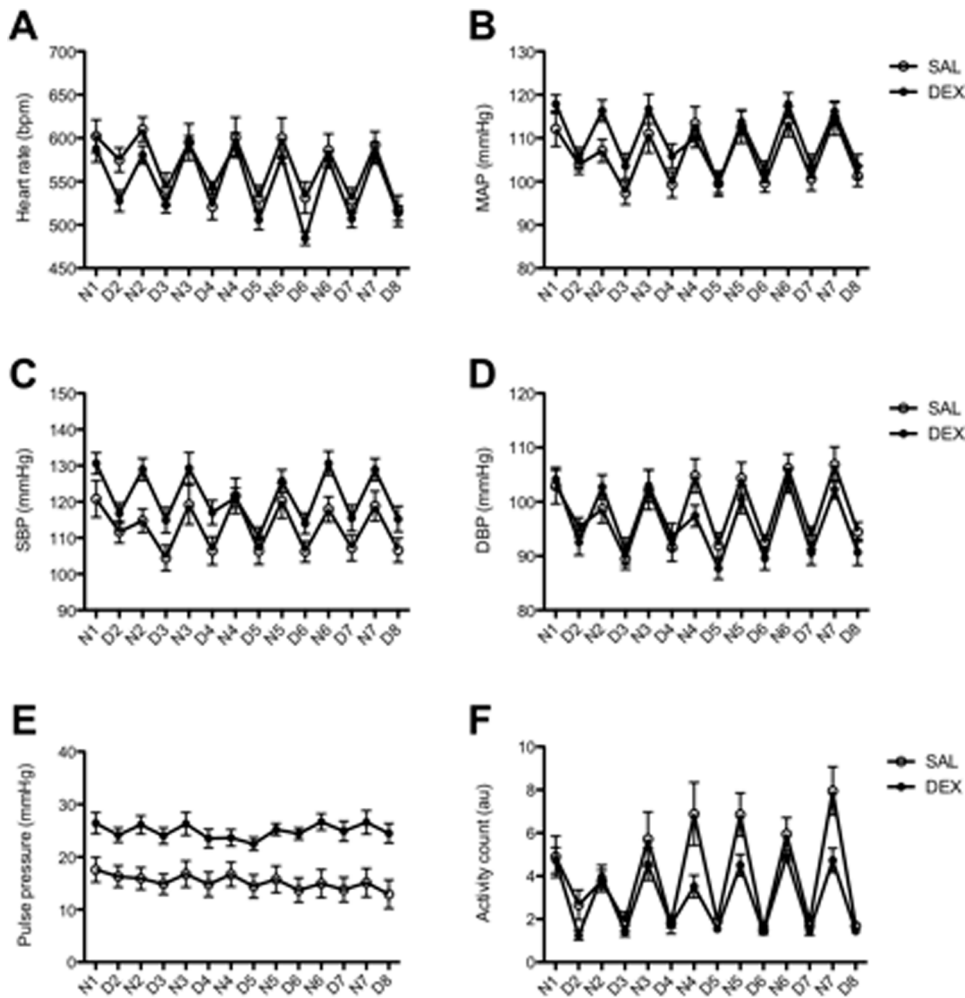 A
B
Heart rate (bpm)
700
650
600
550
500
450
N1 D2 N2 D3 N3 D4 N4 D5 N5 D6 N6 D7 N7 D8
MAP (mmHg)
130
120
110
100
90
80
N1 D2 N2 D3 N3 D4 N4 D5 N5 D6 N6 D7 N7 D8
SAL
DEX
C
D
SBP (mmHg)
150
140
130
120
110
100
90
N1 D2 N2 D3 N3 D4 N4 D5 N5 D6 N6 D7 N7 D8
DBP (mmHg)
120
110
100
90
80
N1 D2 N2 D3 N3 D4 N4 D5 N5 D6 N6 D7 N7 D8
SAL
DEX
E
F
Pulse pressure (mmHg)
40
30
20
10
0
N1 D2 N2 D3 N3 D4 N4 D5 N5 D6 N6 D7 N7 D8
Activity count (au)
10
8
6
4
2
0
N1 D2 N2 D3 N3 D4 N4 D5 N5 D6 N6 D7 N7 D8
SAL
DEX